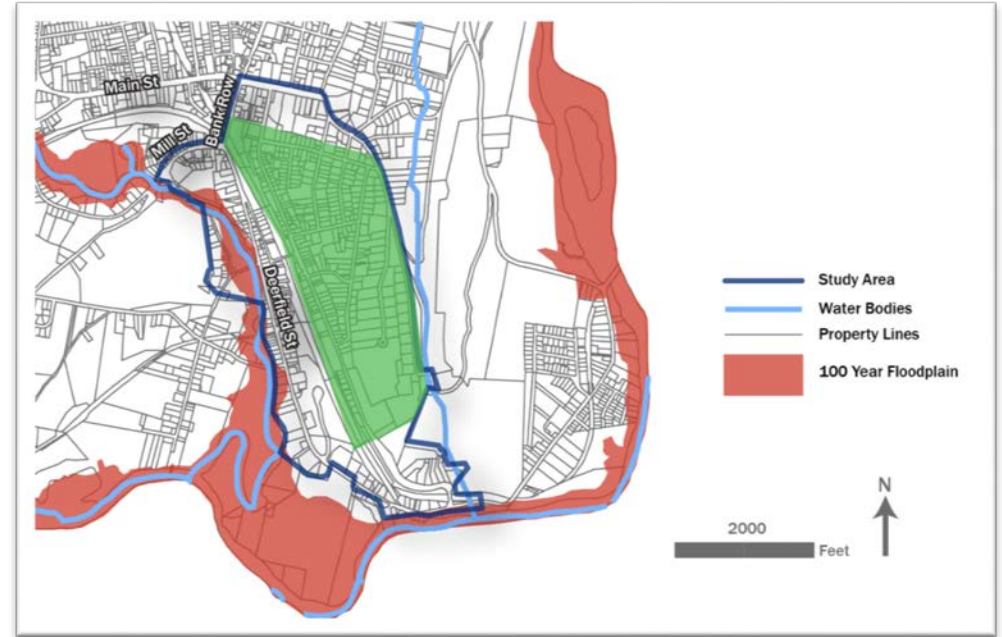 Main St
Bank Row
Mill St
Deerfield St
Study Area
Water Bodies
Property Lines
100 Year Floodplain
N
2000
Feet